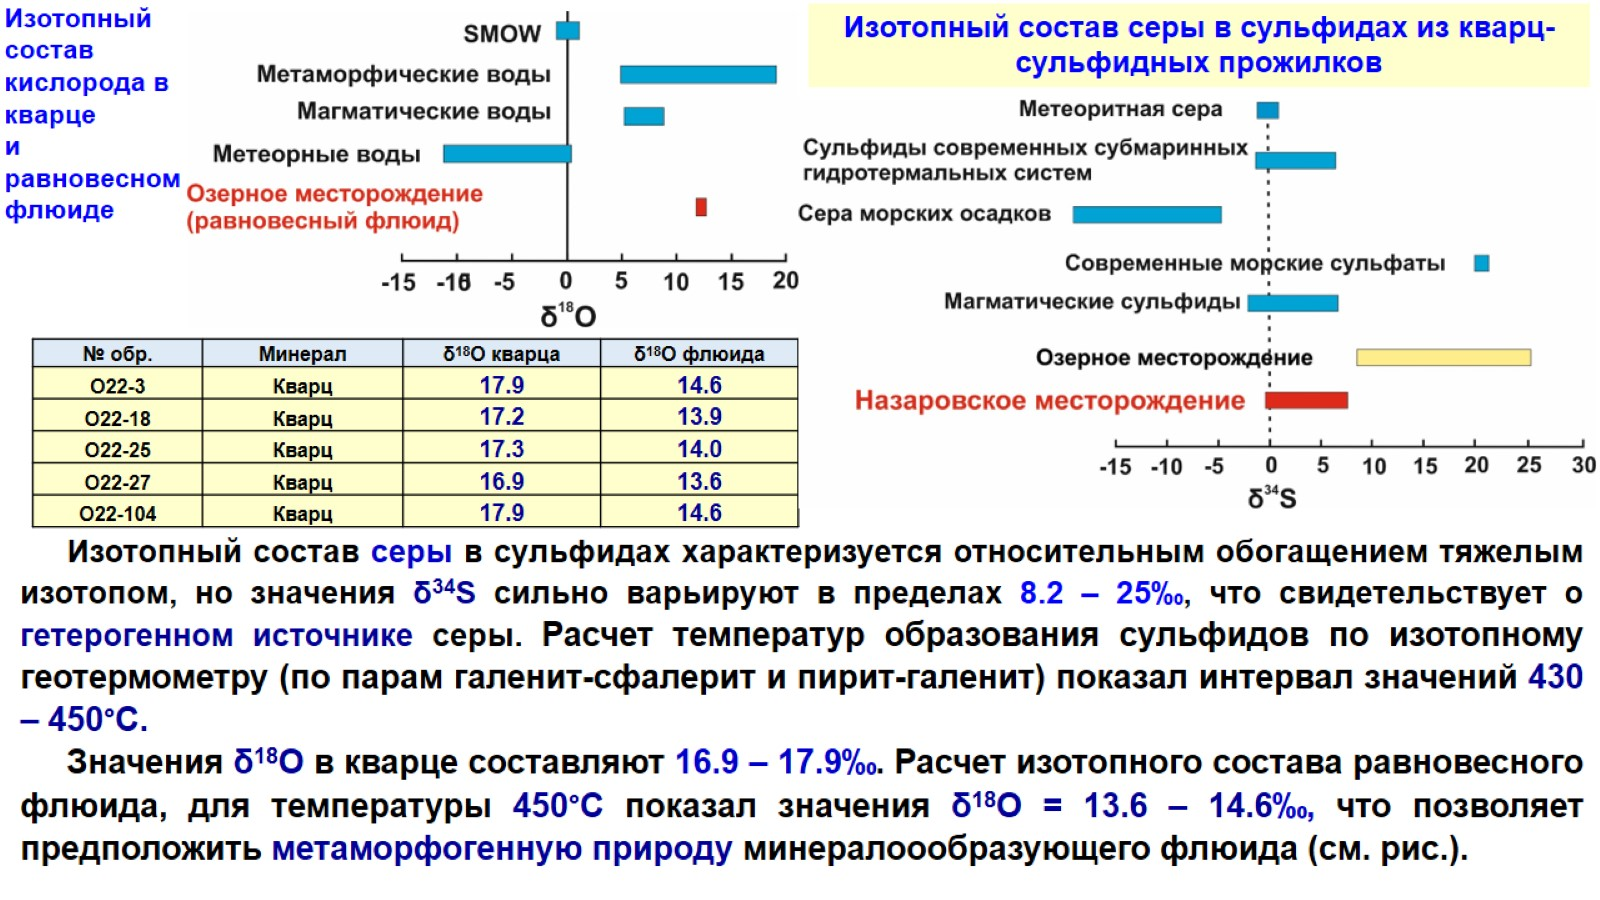 Изотопный
состав
кислорода в
кварце
и
равновесном
флюиде
SMOW
Метаморфические воды
Магматические воды
Метеорные воды
Озерное месторождение
(равновесный флюид)
-15 -10 -5 0 5 10 15 20
δ¹⁸O
№ обр. Минерал δ¹⁸O кварца δ¹⁸O флюида
О22-3 Кварц 17.9 14.6
О22-18 Кварц 17.2 13.9
О22-25 Кварц 17.3 14.0
О22-27 Кварц 16.9 13.6
О22-104 Кварц 17.9 14.6
Изотопный состав серы в сульфидах из кварц-
сульфидных прожилков
Метеоритная сера
Сульфиды современных субмаринных
гидротермальных систем
Сера морских осадков
Современные морские сульфаты
Магматические сульфиды
Озерное месторождение
Назаровское месторождение
-15 -10 -5 0 5 10 15 20 25 30
δ³⁴S
Изотопный состав серы в сульфидах характеризуется относительным обогащением тяжелым
изотопом, но значения δ³⁴S сильно варьируют в пределах 8.2 – 25‰, что свидетельствует о
гетерогенном источнике серы. Расчет температур образования сульфидов по изотопному
геотермометру (по парам галенит-сфалерит и пирит-галенит) показал интервал значений 430
– 450°С.
Значения δ¹⁸O в кварце составляют 16.9 – 17.9‰. Расчет изотопного состава равновесного
флюида, для температуры 450°С показал значения δ¹⁸O = 13.6 – 14.6‰, что позволяет
предположить метаморфогенную природу минералоообразующего флюида (см. рис.).